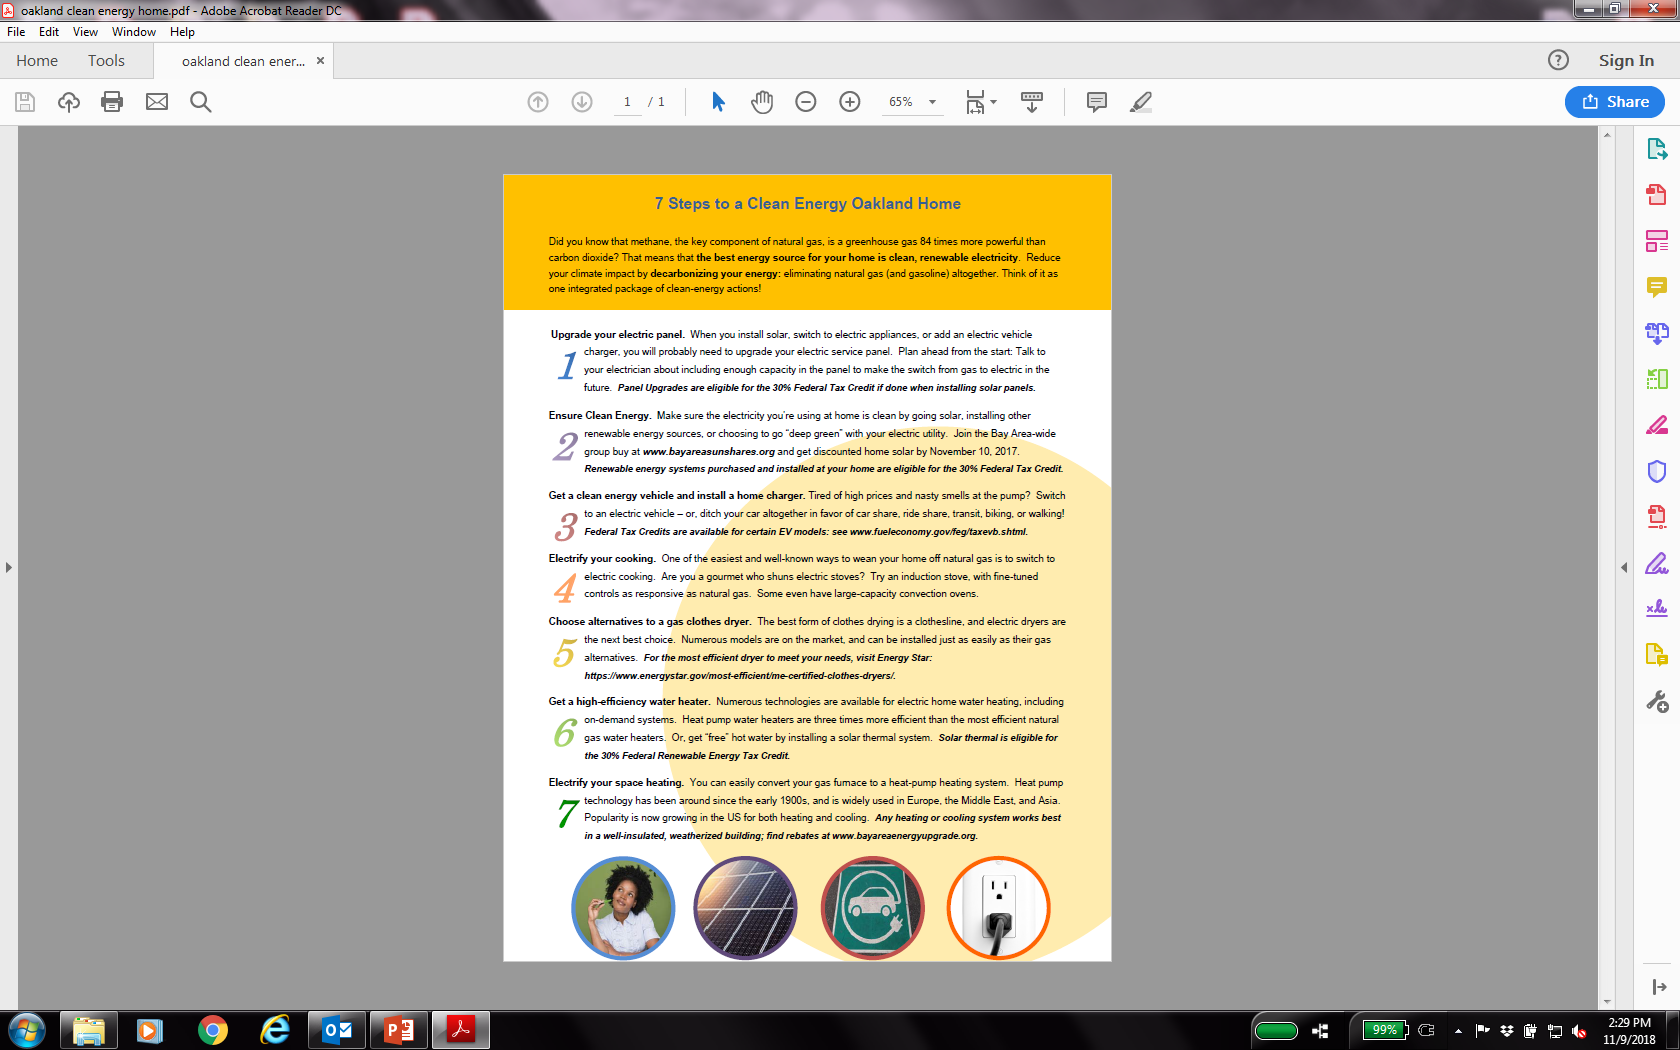 oakland clean energy home.pdf - Adobe Acrobat Reader DC
File Edit View Window Help
Home Tools oakland clean ener... × ? Sign In
1 / 1 65% Share
7 Steps to a Clean Energy Oakland Home
Did you know that methane, the key component of natural gas, is a greenhouse gas 84 times more powerful than
carbon dioxide? That means that the best energy source for your home is clean, renewable electricity. Reduce
your climate impact by decarbonizing your energy: eliminating natural gas (and gasoline) altogether. Think of it as
one integrated package of clean-energy actions!
Upgrade your electric panel. When you install solar, switch to electric appliances, or add an electric vehicle
1 charger, you will probably need to upgrade your electric service panel. Plan ahead from the start: Talk to
your electrician about including enough capacity in the panel to make the switch from gas to electric in the
future. Panel Upgrades are eligible for the 30% Federal Tax Credit if done when installing solar panels.
Ensure Clean Energy. Make sure the electricity you're using at home is clean by going solar, installing other
2 renewable energy sources, or choosing to go “deep green” with your electric utility. Join the Bay Area-wide
group buy at www.bayareasunshares.org and get discounted home solar by November 10, 2017.
Renewable energy systems purchased and installed at your home are eligible for the 30% Federal Tax Credit.
Get a clean energy vehicle and install a home charger. Tired of high prices and nasty smells at the pump? Switch
3 to an electric vehicle – or, ditch your car altogether in favor of car share, ride share, transit, biking, or walking!
Federal Tax Credits are available for certain EV models: see www.fueleconomy.gov/feg/taxevb.shtml.
Electrify your cooking. One of the easiest and well-known ways to wean your home off natural gas is to switch to
4 electric cooking. Are you a gourmet who shuns electric stoves? Try an induction stove, with fine-tuned
controls as responsive as natural gas. Some even have large-capacity convection ovens.
Choose alternatives to a gas clothes dryer. The best form of clothes drying is a clothesline, and electric dryers are
5 the next best choice. Numerous models are on the market, and can be installed just as easily as their gas
alternatives. For the most efficient dryer to meet your needs, visit Energy Star:
https://www.energystar.gov/most-efficient/me-certified-clothes-dryers/.
Get a high-efficiency water heater. Numerous technologies are available for electric home water heating, including
6 on-demand systems. Heat pump water heaters are three times more efficient than the most efficient natural
gas water heaters. Or, get “free” hot water by installing a solar thermal system. Solar thermal is eligible for
the 30% Federal Renewable Energy Tax Credit.
Electrify your space heating. You can easily convert your gas furnace to a heat-pump heating system. Heat pump
7 technology has been around since the early 1900s, and is widely used in Europe, the Middle East, and Asia.
Popularity is now growing in the US for both heating and cooling. Any heating or cooling system works best
in a well-insulated, weatherized building; find rebates at www.bayareaenergyupgrade.org.
99%
2:29 PM
11/9/2018